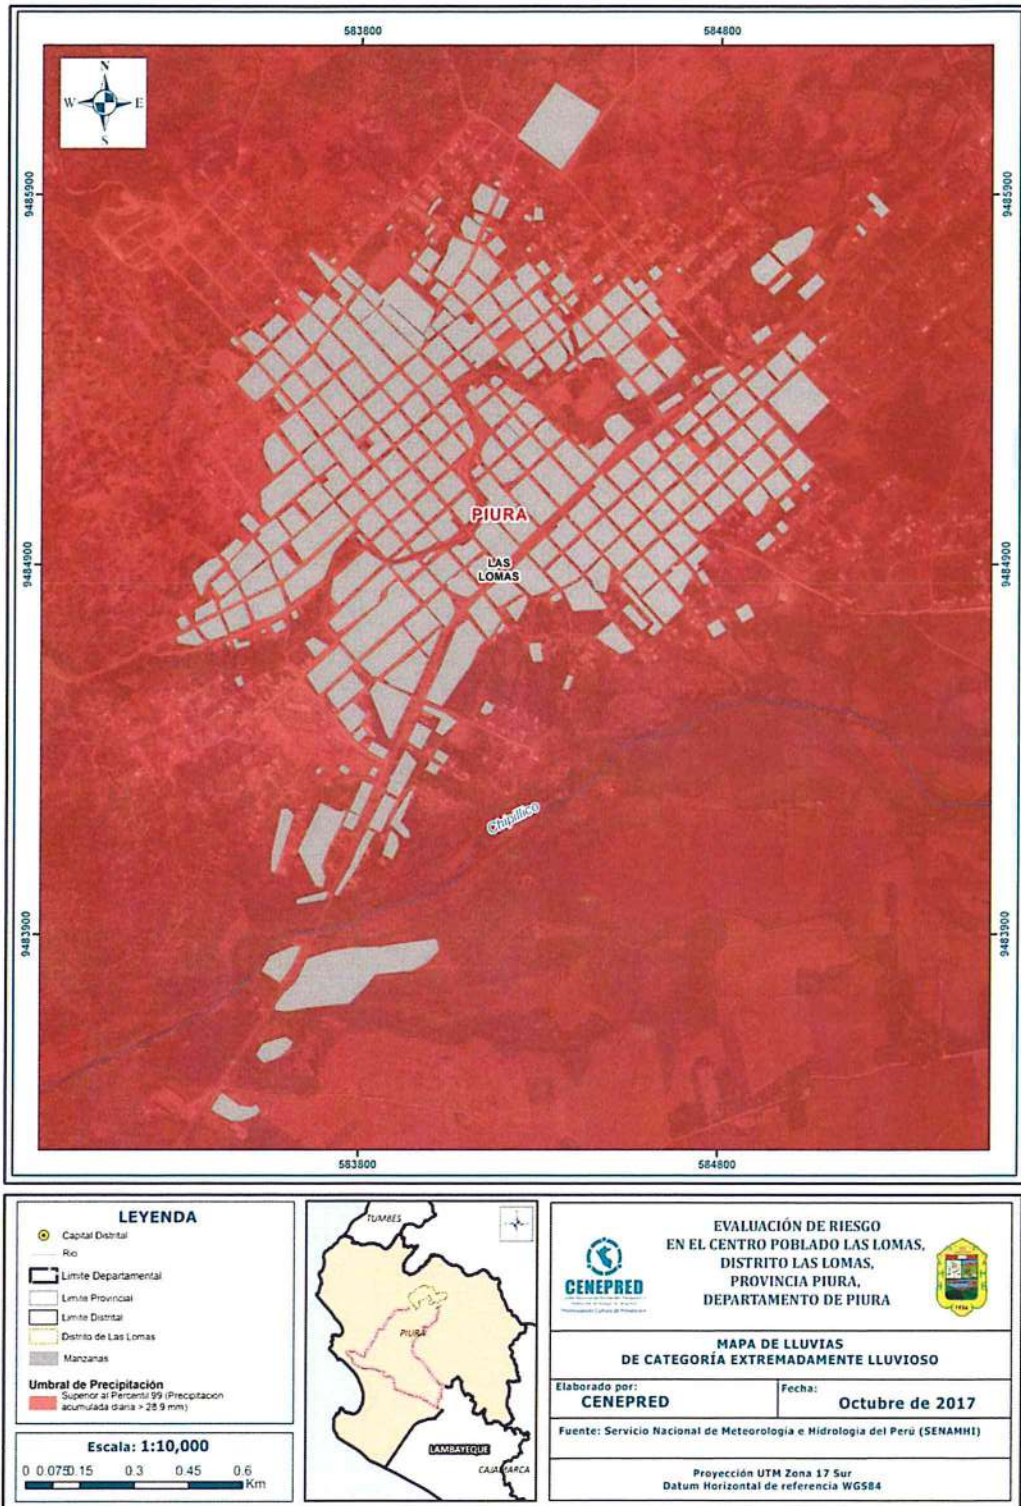 583800
584800
N
W
E
S
9485900
9485900
PIURA
LAS
LOMAS
9484900
9484900
Chipillico
9483900
9483900
583800
584800
LEYENDA
Capital Distrital
Rio
Limite Departamental
Limite Provincial
Limite Distrital
Distrito de Las Lomas
Manzanas
Umbral de Precipitación
Superior al Percentil 99 (Precipitación
acumulada diaria > 28.9 mm)
Escala: 1:10,000
0 0.075 0.15 0.3 0.45 0.6
Km
TUMBES
PIURA
LAMBAYEQUE
CAJAMARCA
CENEPRED
EVALUACIÓN DE RIESGO
EN EL CENTRO POBLADO LAS LOMAS,
DISTRITO LAS LOMAS,
PROVINCIA PIURA,
DEPARTAMENTO DE PIURA
1936
MAPA DE LLUVIAS
DE CATEGORÍA EXTREMADAMENTE LLUVIOSO
Elaborado por:
CENEPRED
Fecha:
Octubre de 2017
Fuente: Servicio Nacional de Meteorología e Hidrología del Perú (SENAMHI)
Proyección UTM Zona 17 Sur
Datum Horizontal de referencia WGS84